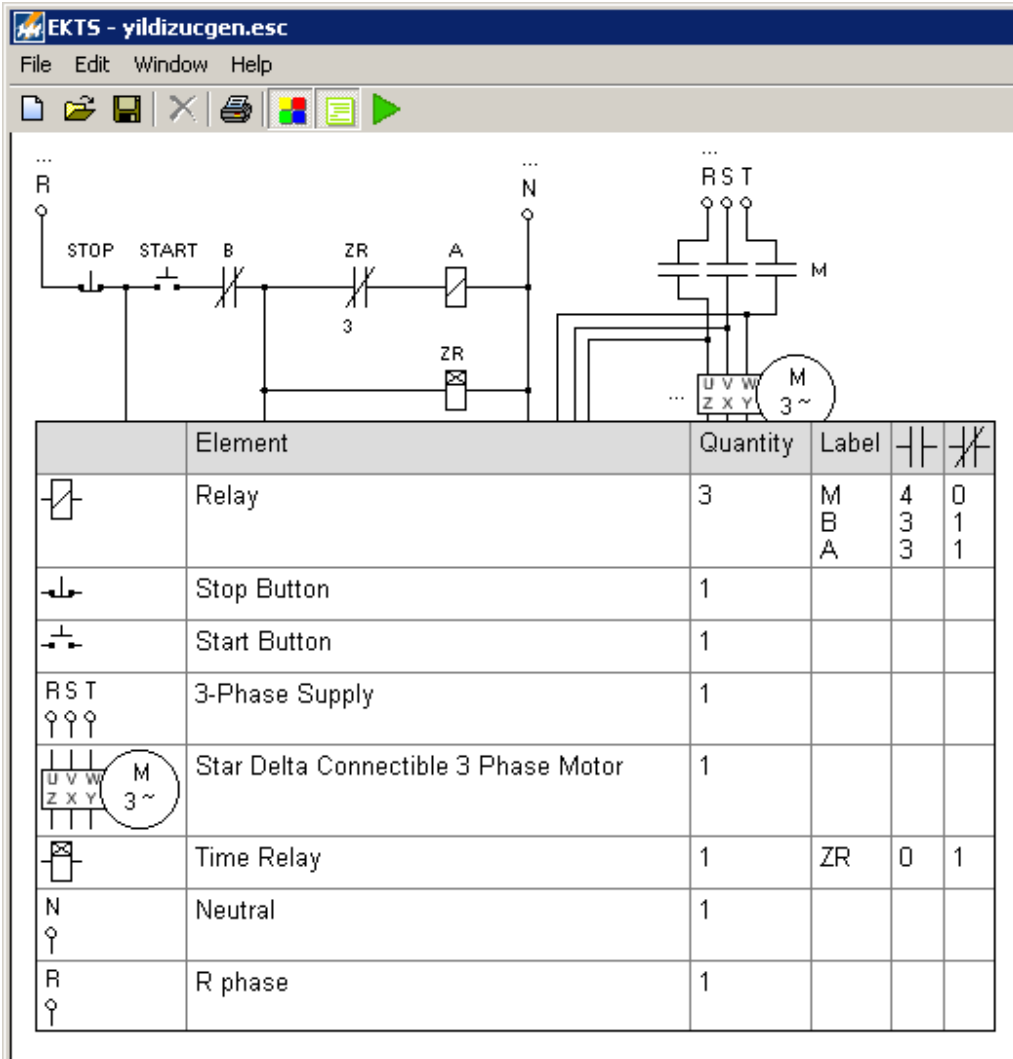 EKTS - yildizucgen.esc
File Edit Window Help
...
R
...
N
...
R S T
STOP START B ZR A
3
M
ZR
...
U V W
Z X Y
M
3 ~
Element Quantity Label
Relay 3 M 4 0
B 3 1
A 3 1
Stop Button 1
Start Button 1
R S T
3-Phase Supply 1
U V W
Z X Y
M
3 ~
Star Delta Connectible 3 Phase Motor 1
Time Relay 1 ZR 0 1
N
Neutral 1
R
R phase 1